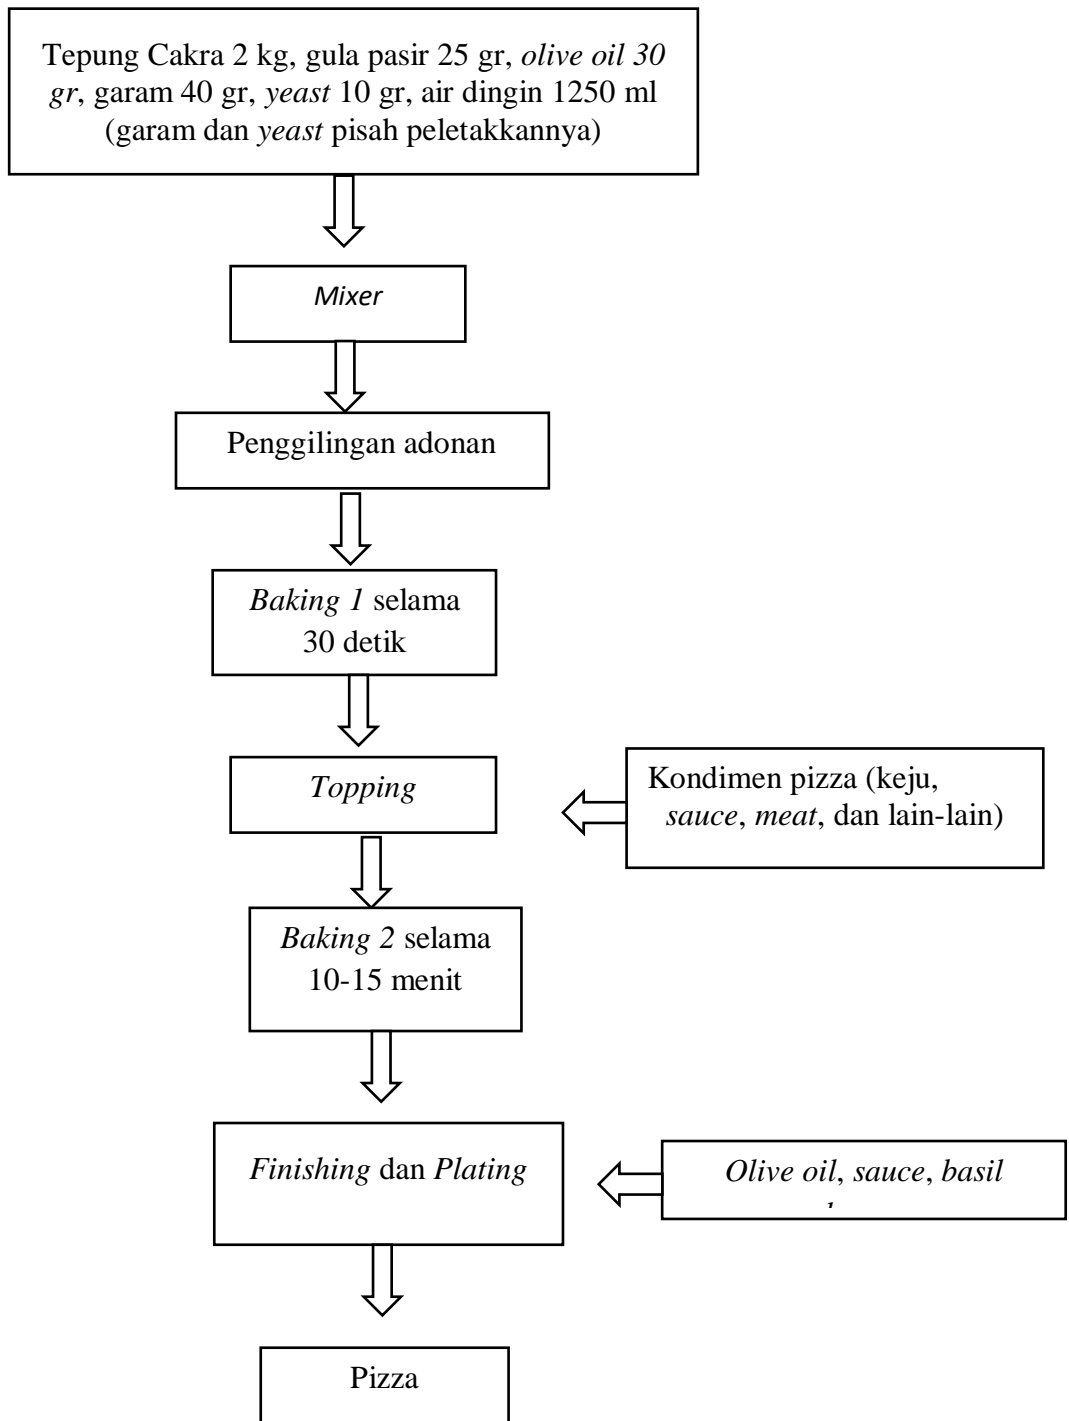 Tepung Cakra 2 kg, gula pasir 25 gr, olive oil 30
gr, garam 40 gr, yeast 10 gr, air dingin 1250 ml
(garam dan yeast pisah peletakkannya)
Mixer
Penggilingan adonan
Baking 1 selama
30 detik
Topping
Kondimen pizza (keju,
sauce, meat, dan lain-lain)
Baking 2 selama
10-15 menit
Finishing dan Plating
Olive oil, sauce, basil
Pizza